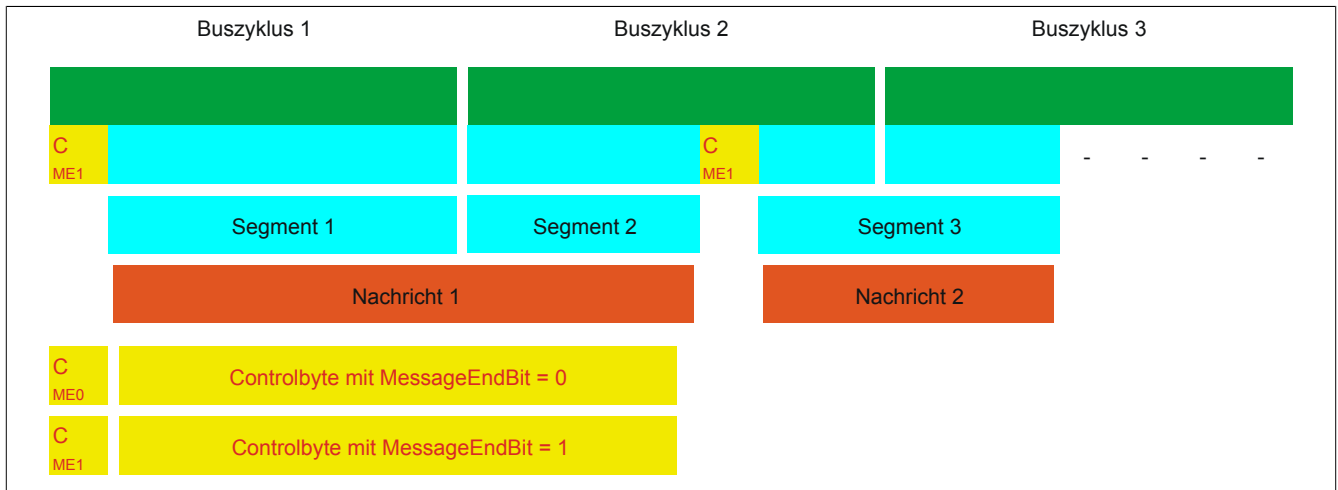 Buszyklus 1 Buszyklus 2 Buszyklus 3
C C
ME1 ME1 - - - -
Segment 1 Segment 2 Segment 3
Nachricht 1 Nachricht 2
C
ME0
Controlbyte mit MessageEndBit = 0
C
ME1
Controlbyte mit MessageEndBit = 1